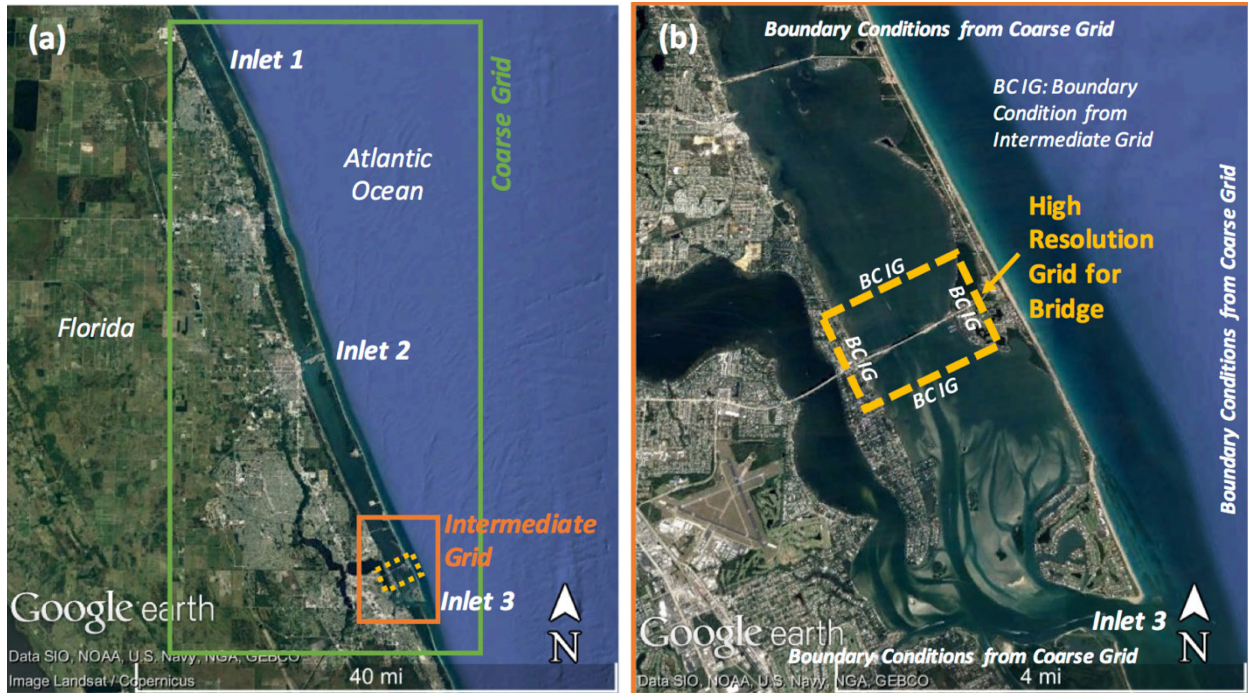 (a)
Inlet 1
Coarse Grid
Atlantic
Ocean
Florida
Inlet 2
Intermediate
Grid
Inlet 3
N
Google earth
Data SIO, NOAA, U.S. Navy, NGA, GEBCO
Image Landsat / Copernicus
40 mi
(b)
Boundary Conditions from Coarse Grid
BC IG: Boundary
Condition from
Intermediate Grid
High
Resolution
Grid for
Bridge
BC IG
BC IG
BC IG
BC IG
Boundary Conditions from Coarse Grid
Inlet 3
N
Google earth
Boundary Conditions from Coarse Grid
Data SIO, NOAA, U.S. Navy, NGA, GEBCO
4 mi